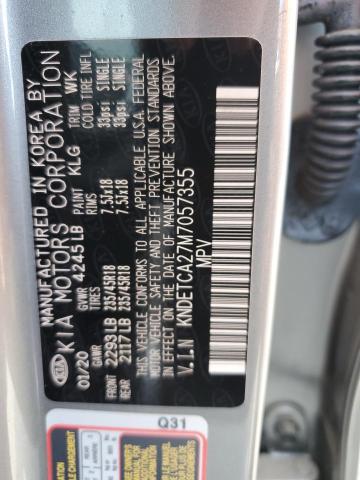 MANUFACTURED IN KOREA BY
KIA MOTORS CORPORATION
01/20 GVWR 4245LB PAINT KLG TRIM WK
GAWR TIRES RIMS COLD TIRE INFL
FRONT 2293LB 235/45R18 7.5Jx18 33psi SINGLE
REAR 2117LB 235/45R18 7.5Jx18 33psi SINGLE
THIS VEHICLE CONFORMS TO ALL APPLICABLE U.S.A. FEDERAL
MOTOR VEHICLE SAFETY AND THEFT PREVENTION STANDARDS
IN EFFECT ON THE DATE OF MANUFACTURE SHOWN ABOVE.
V.I.N KNDETCA27M7057355
MPV
KIA
Q31